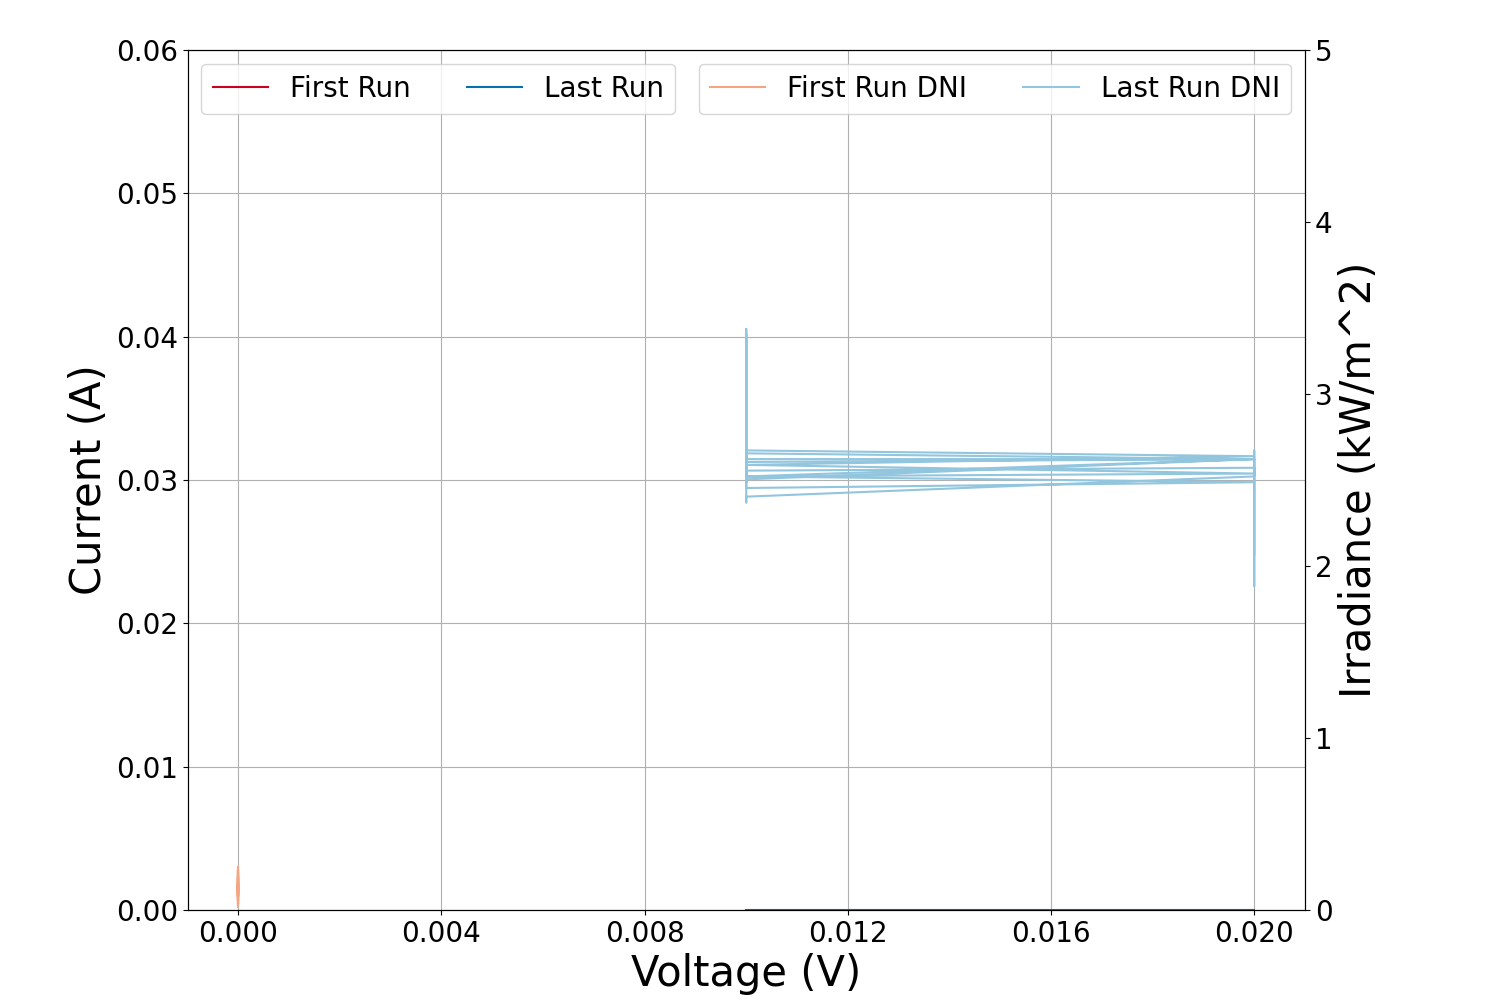 First Run
Last Run
First Run DNI
Last Run DNI
0.06
0.05
0.04
0.03
0.02
0.01
0.00
Current (A)
5
4
3
2
1
0
Irradiance (kW/m^2)
0.000
0.004
0.008
0.012
0.016
0.020
Voltage (V)